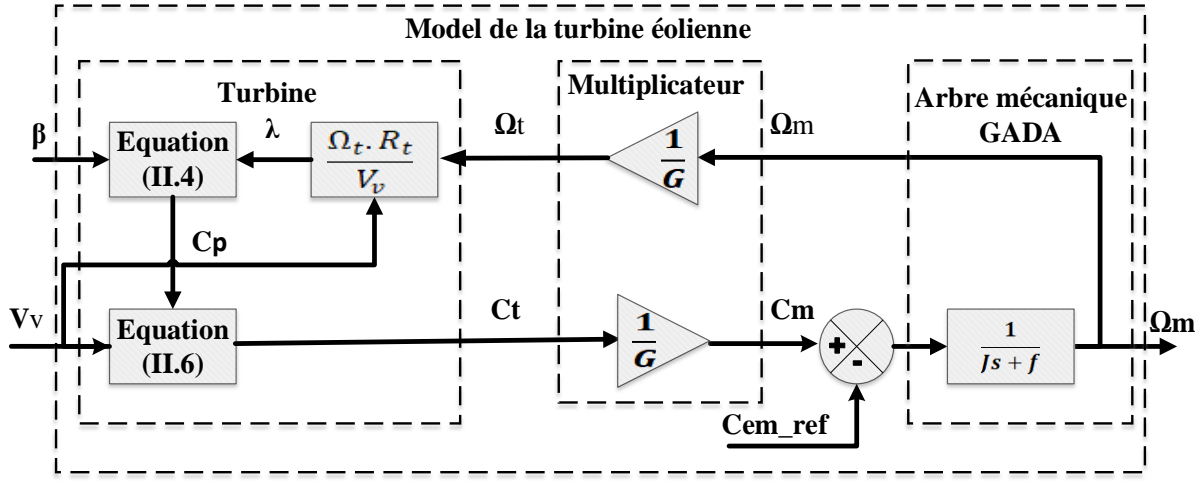 Model de la turbine éolienne
Turbine
Multiplicateur
Arbre mécanique
GADA
β
Equation
(II.4)
λ
Ωt . Rt
Vv
Ωt
1
G
Ωm
Cp
Vv
Equation
(II.6)
Ct
1
G
Cm
+
-
1
Js + f
Ωm
Cem_ref